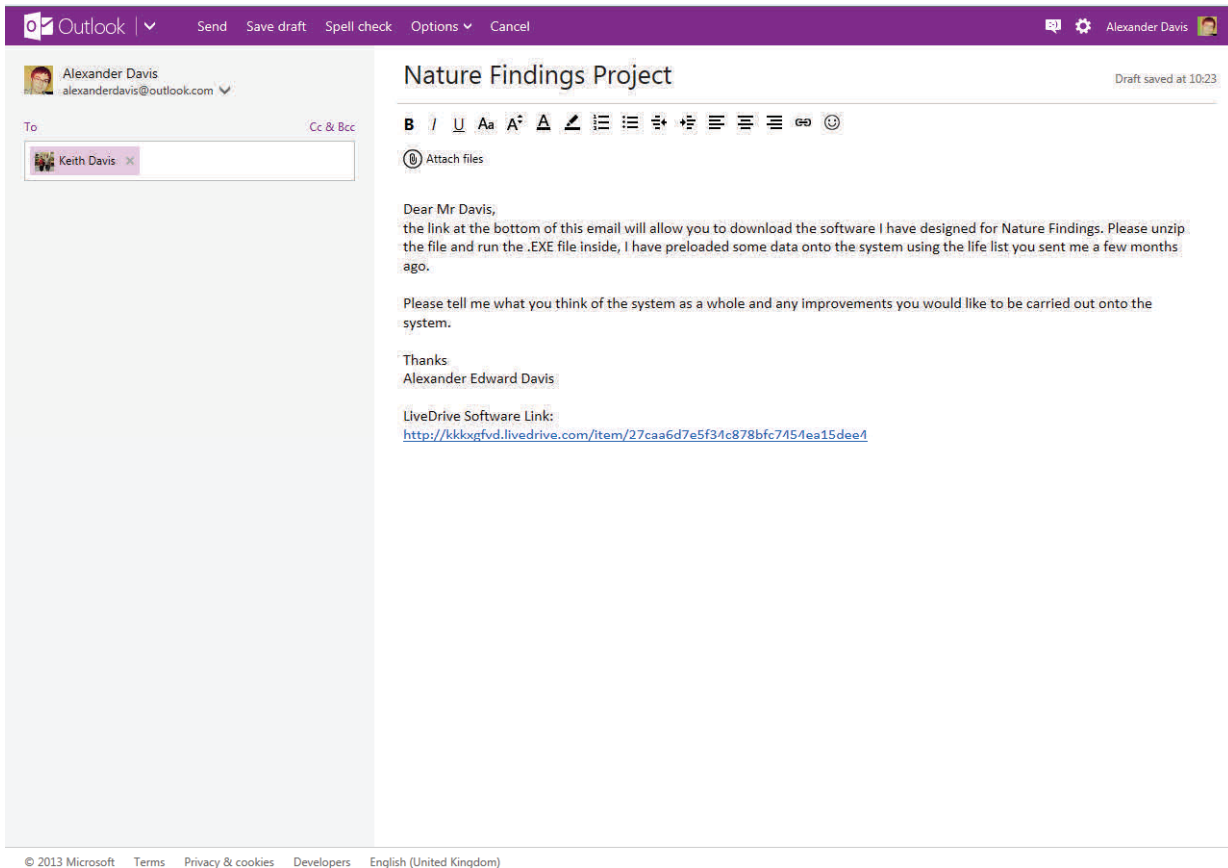 Outlook
Send Save draft Spell check Options Cancel
Alexander Davis
Alexander Davis
alexanderdavis@outlook.com
To Cc & Bcc
Keith Davis
Nature Findings Project
Draft saved at 10:23
B I U Aa A A
Attach files
Dear Mr Davis,
the link at the bottom of this email will allow you to download the software I have designed for Nature Findings. Please unzip
the file and run the .EXE file inside, I have preloaded some data onto the system using the life list you sent me a few months
ago.
Please tell me what you think of the system as a whole and any improvements you would like to be carried out onto the
system.
Thanks
Alexander Edward Davis
LiveDrive Software Link:
http://kkkxgfvd.livedrive.com/item/27caa6d7e5f34c878bfc7454ea15dee4
© 2013 Microsoft Terms Privacy & cookies Developers English (United Kingdom)